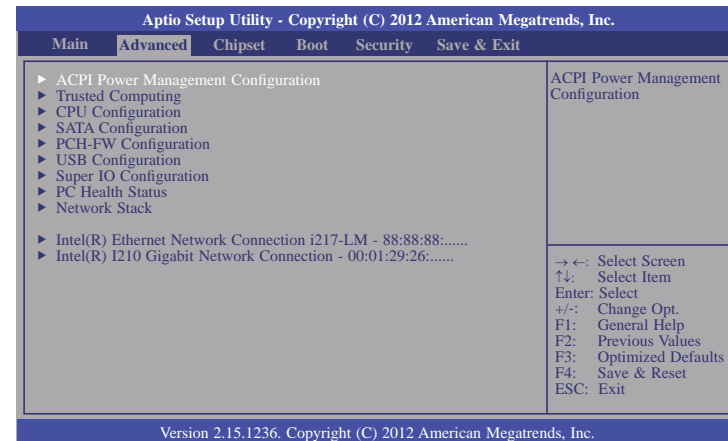 Aptio Setup Utility - Copyright (C) 2012 American Megatrends, Inc.
Main Advanced Chipset Boot Security Save & Exit
► ACPI Power Management Configuration
► Trusted Computing
► CPU Configuration
► SATA Configuration
► PCH-FW Configuration
► USB Configuration
► Super IO Configuration
► PC Health Status
► Network Stack
► Intel(R) Ethernet Network Connection i217-LM - 88:88:88:......
► Intel(R) I210 Gigabit Network Connection - 00:01:29:26:......
ACPI Power Management
Configuration
→←: Select Screen
↑↓: Select Item
Enter: Select
+/-: Change Opt.
F1: General Help
F2: Previous Values
F3: Optimized Defaults
F4: Save & Reset
ESC: Exit
Version 2.15.1236. Copyright (C) 2012 American Megatrends, Inc.